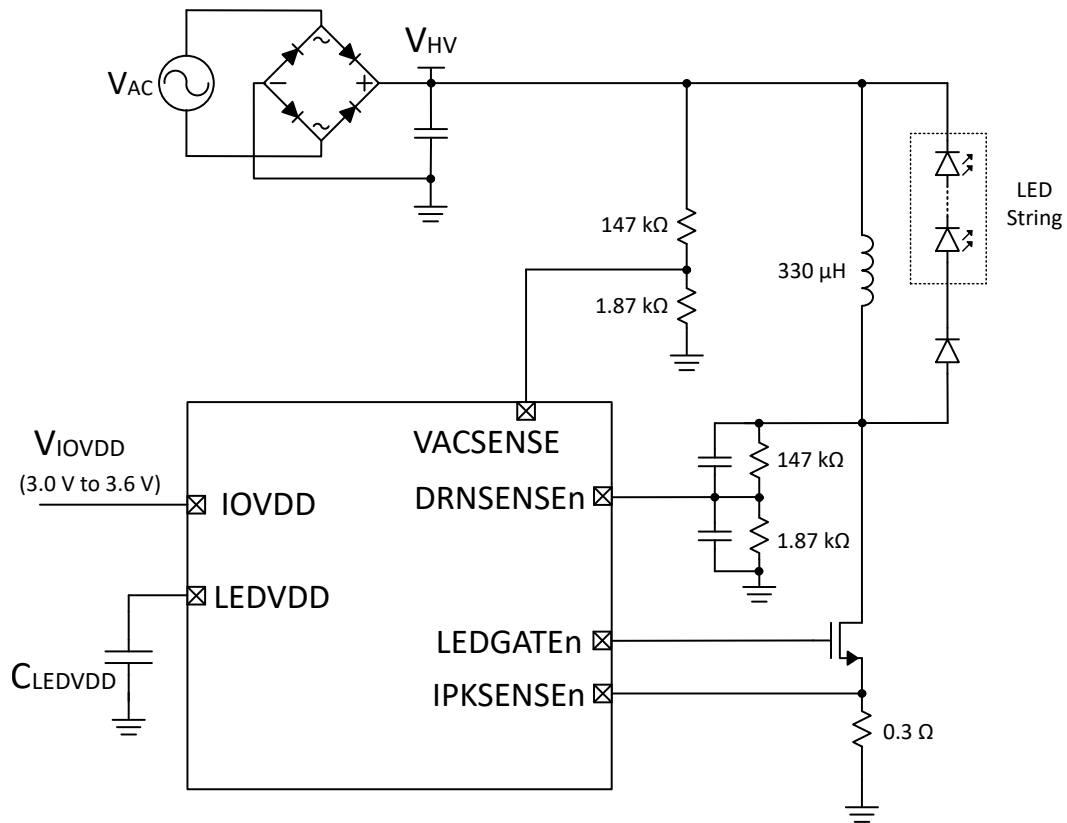 VHV
VAC
~
−
+
~
147 kΩ
1.87 kΩ
330 µH
LED
String
VIOVDD
(3.0 V to 3.6 V)
VACSENSE
IOVDD
DRNSENSEn
147 kΩ
1.87 kΩ
LEDVDD
CLEDVDD
LEDGATEn
IPKSENSEn
0.3 Ω